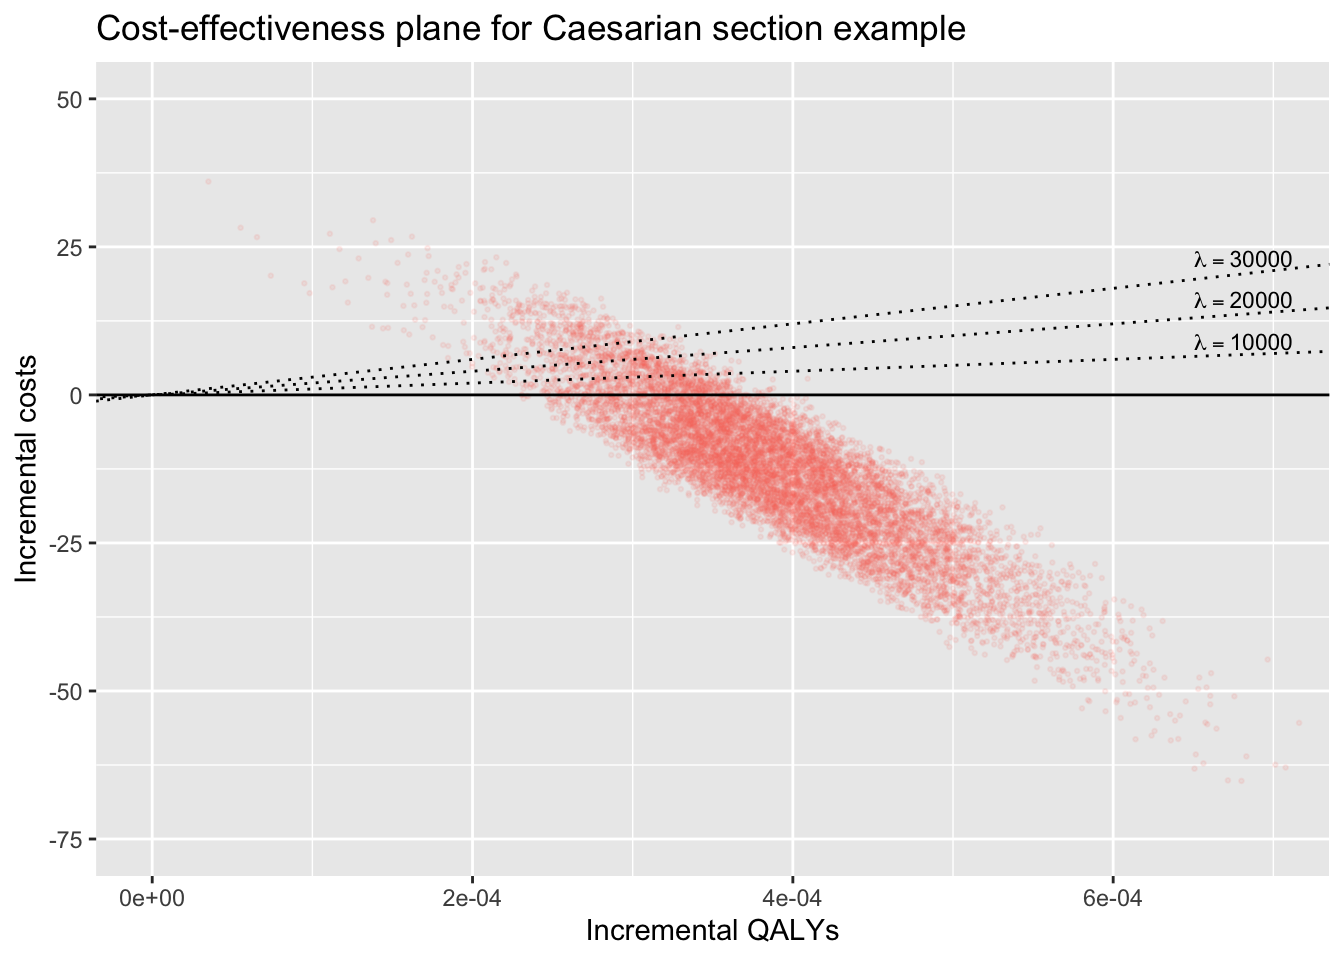 Cost-effectiveness plane for Caesarian section example
50
25
0
-25
-50
-75
Incremental costs
λ = 30000
λ = 20000
λ = 10000
0e+00
2e-04
4e-04
6e-04
Incremental QALYs